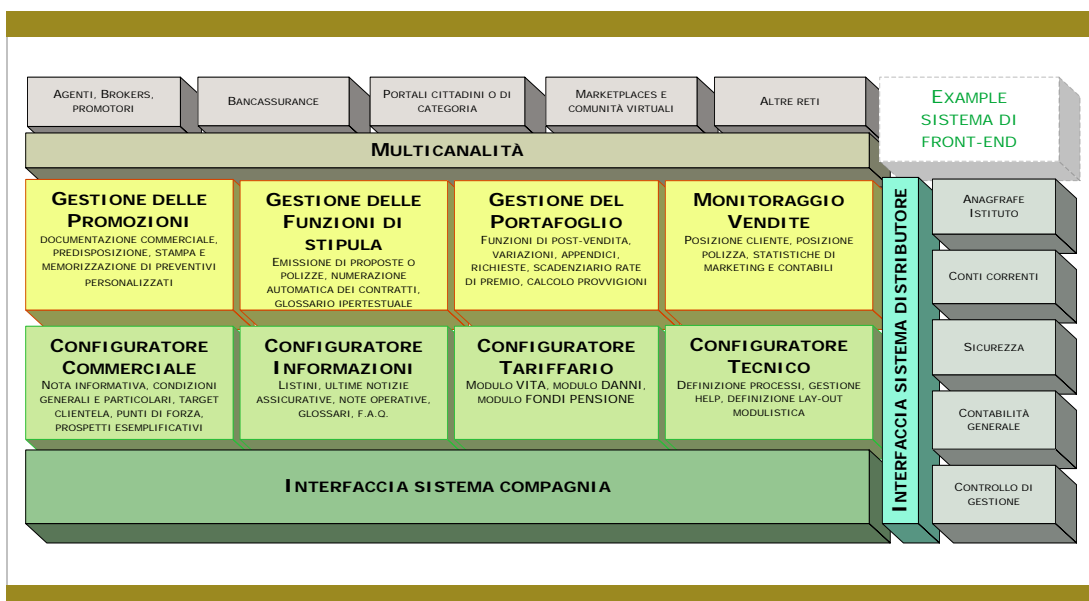 AGENTI, BROKERS,
PROMOTORI
BANCASSURANCE
PORTALI CITTADINI O DI
CATEGORIA
MARKETPLACES E
COMUNITÀ VIRTUALI
ALTRE RETI
EXAMPLE
SISTEMA DI
FRONT-END
MULTICANALITÀ
GESTIONE DELLE
PROMOZIONI
DOCUMENTAZIONE COMMERCIALE,
PREDISPOSIZIONE, STAMPA E
MEMORIZZAZIONE DI PREVENTIVI
PERSONALIZZATI
GESTIONE DELLE
FUNZIONI DI
STIPULA
EMISSIONE DI PROPOSTE O
POLIZZE, NUMERAZIONE
AUTOMATICA DEI CONTRATTI,
GLOSSARIO IPERTESTUALE
GESTIONE DEL
PORTAFOGLIO
FUNZIONI DI POST-VENDITA,
VARIAZIONI, APPENDICI,
RICHIESTE, SCADENZIARIO RATE
DI PREMIO, CALCOLO PROVVIGIONI
MONITORAGGIO
VENDITE
POSIZIONE CLIENTE, POSIZIONE
POLIZZA, STATISTICHE DI
MARKETING E CONTABILI
CONFIGURATORE
COMMERCIALE
NOTA INFORMATIVA, CONDIZIONI
GENERALI E PARTICOLARI, TARGET
CLIENTELA, PUNTI DI FORZA,
PROSPETTI ESEMPLIFICATIVI
CONFIGURATORE
INFORMAZIONI
LISTINI, ULTIME NOTIZIE
ASSICURATIVE, NOTE OPERATIVE,
GLOSSARI, F.A.Q.
CONFIGURATORE
TARIFFARIO
MODULO VITA, MODULO DANNI,
MODULO FONDI PENSIONE
CONFIGURATORE
TECNICO
DEFINIZIONE PROCESSI, GESTIONE
HELP, DEFINIZIONE LAY-OUT
MODULISTICA
INTERFACCIA SISTEMA COMPAGNIA
INTERFACCIA SISTEMA DISTRIBUTORE
ANAGFRAFE
ISTITUTO
CONTI CORRENTI
SICUREZZA
CONTABILITÀ
GENERALE
CONTROLLO DI
GESTIONE